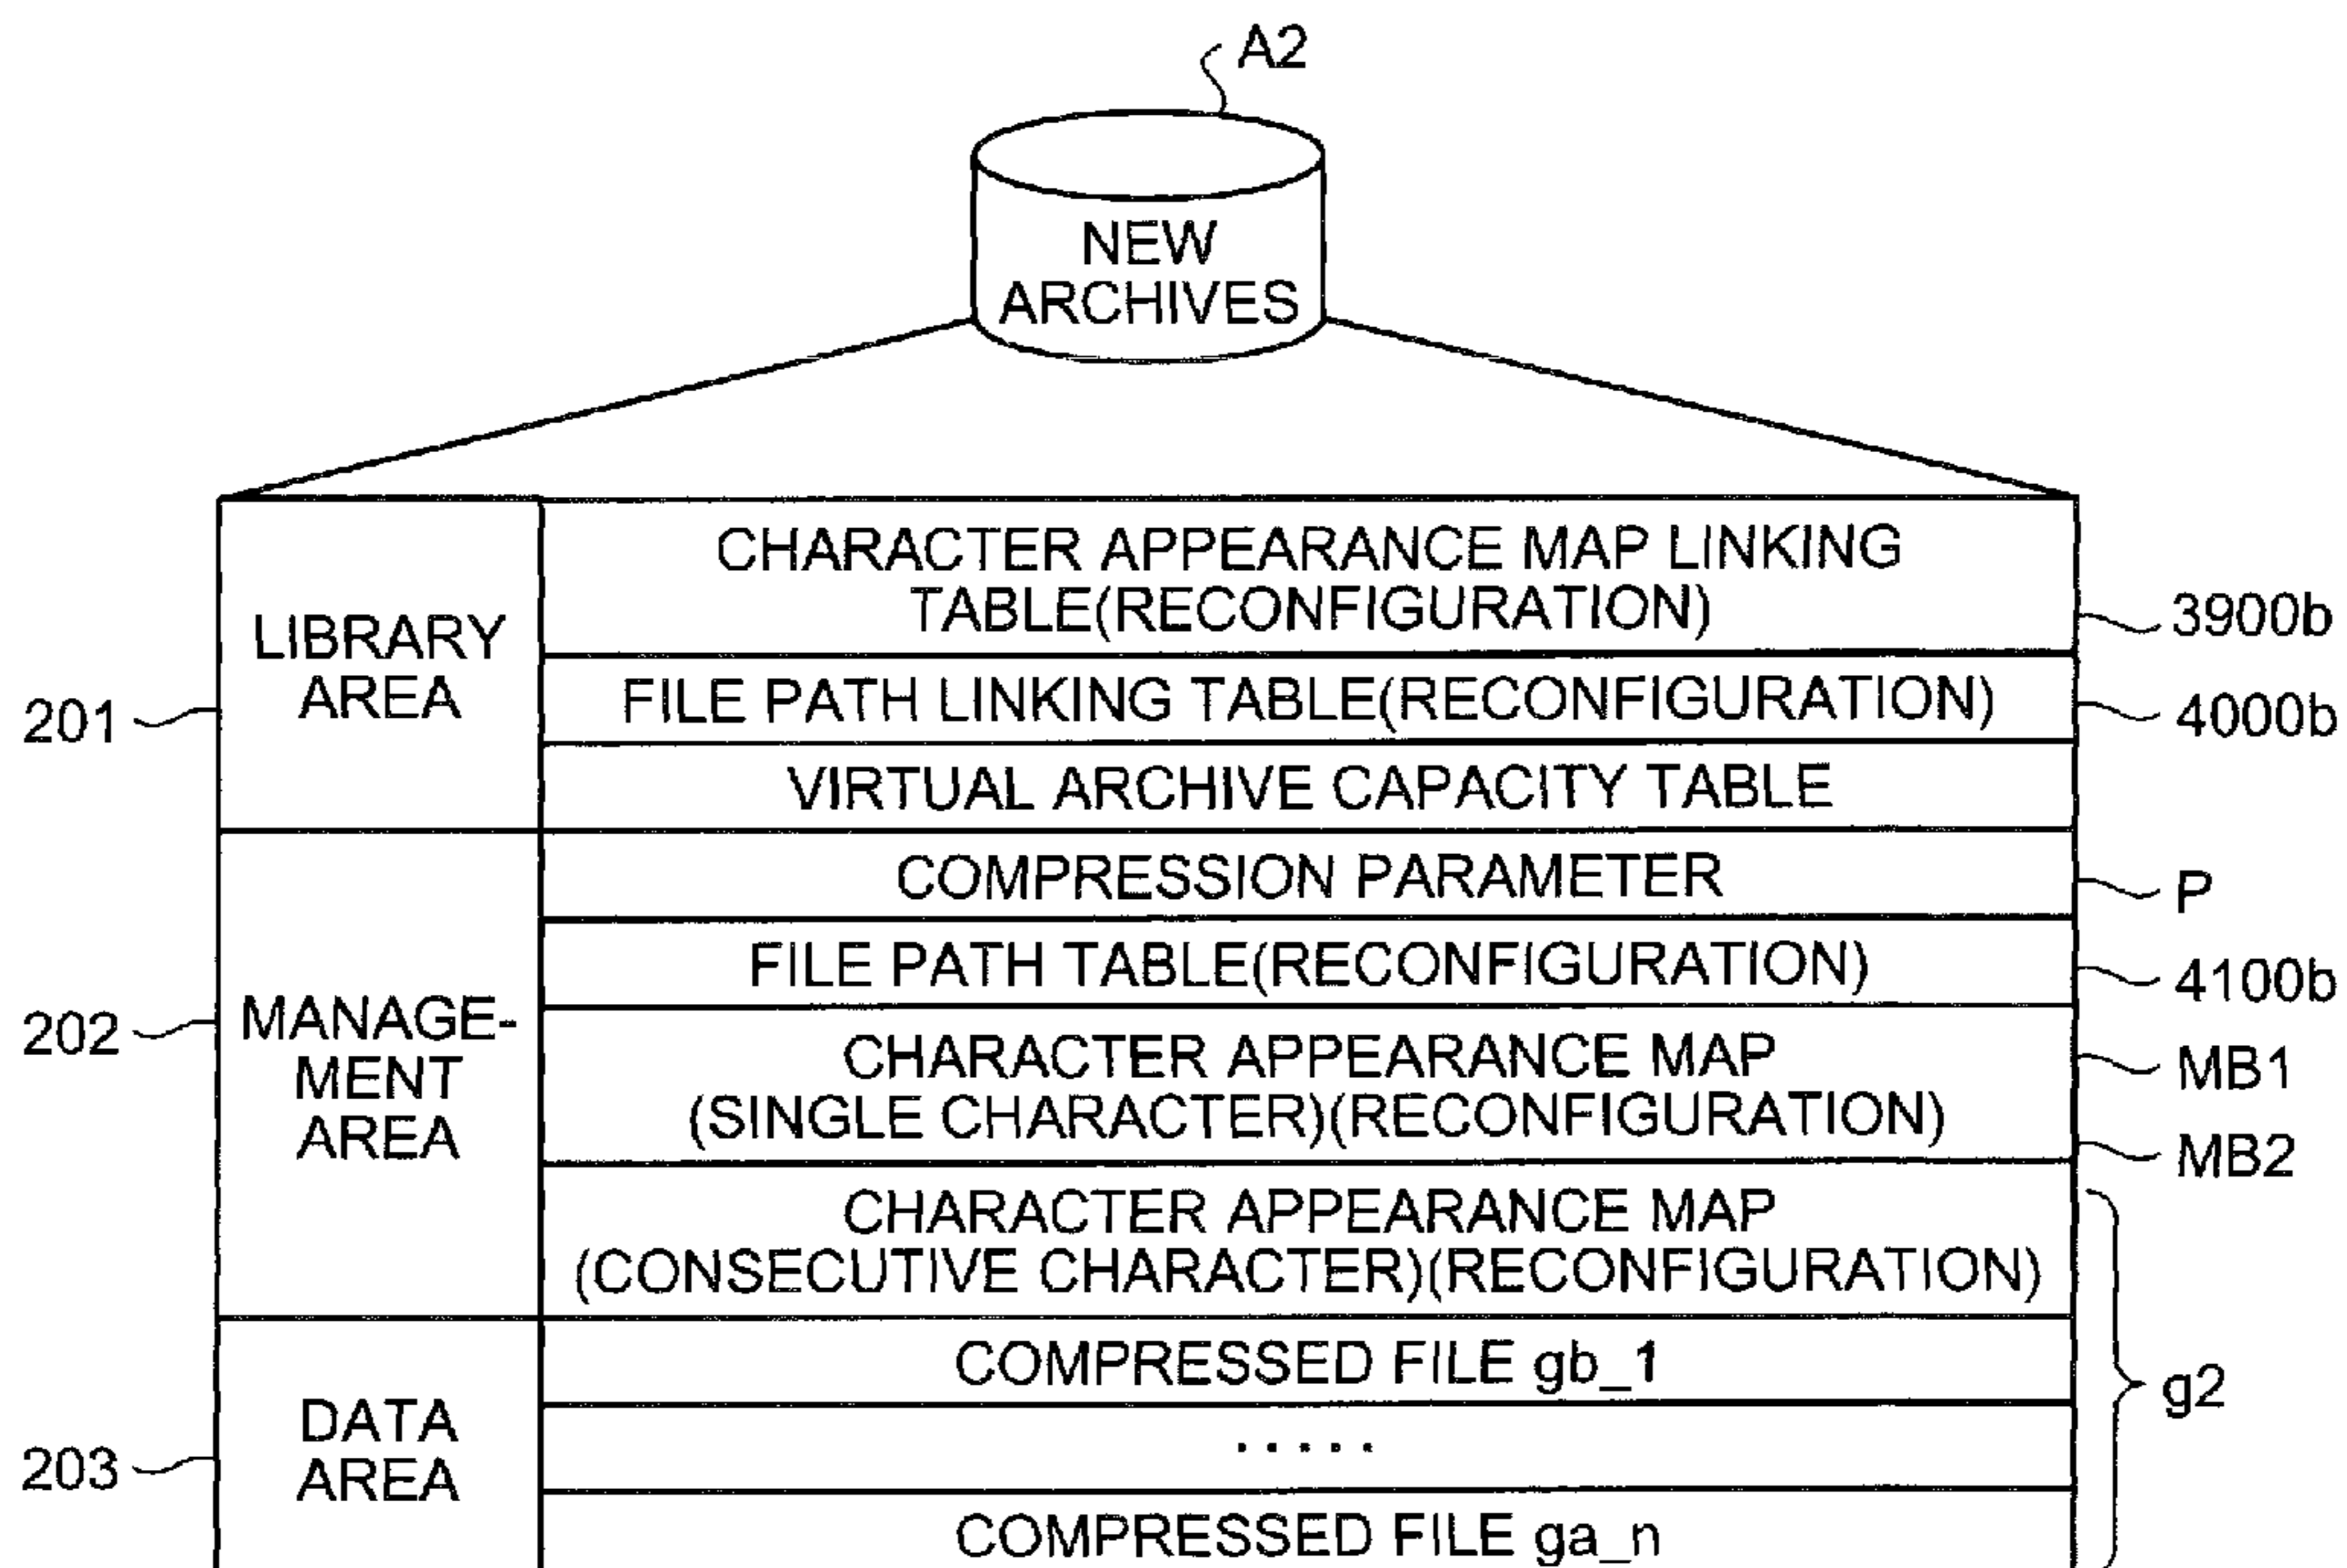 A2
NEW
ARCHIVES
LIBRARY
AREA
201
CHARACTER APPEARANCE MAP LINKING
TABLE(RECONFIGURATION)
3900b
FILE PATH LINKING TABLE(RECONFIGURATION)
4000b
VIRTUAL ARCHIVE CAPACITY TABLE
202
MANAGE-
MENT
AREA
COMPRESSION PARAMETER
P
FILE PATH TABLE(RECONFIGURATION)
4100b
CHARACTER APPEARANCE MAP
(SINGLE CHARACTER)(RECONFIGURATION)
MB1
MB2
CHARACTER APPEARANCE MAP
(CONSECUTIVE CHARACTER)(RECONFIGURATION)
203
DATA
AREA
COMPRESSED FILE gb_1
.....
COMPRESSED FILE ga_n
g2